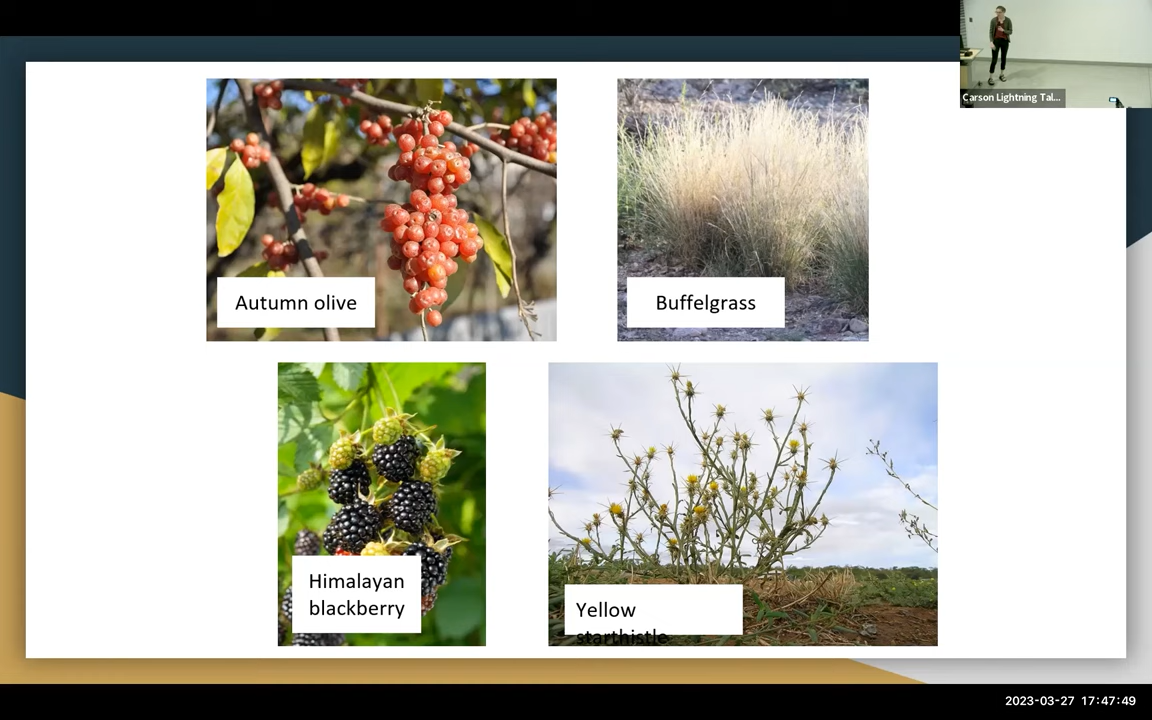 Carson Lightning Tal...
Autumn olive
Buffelgrass
Himalayan
blackberry
Yellow
starthistle
2023-03-27 17:47:49